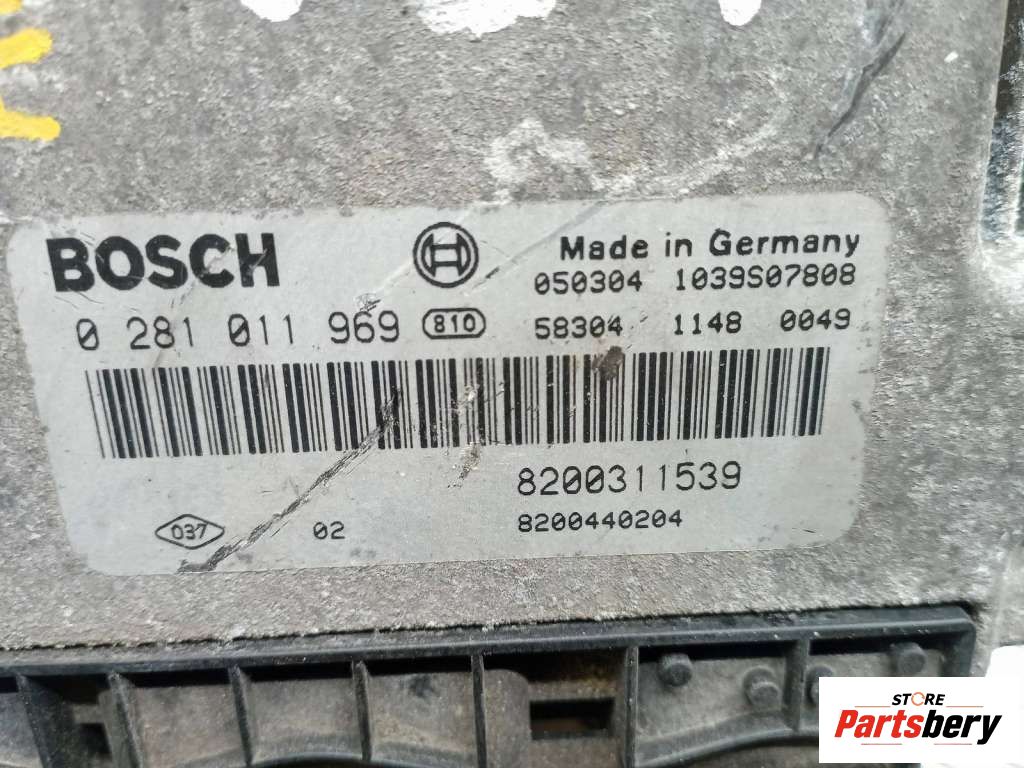 BOSCH
Made in Germany
050304 1039S07808
0 281 011 969 810
58304 1148 0049
8200311539
037 02 8200440204
STORE
Partsbery